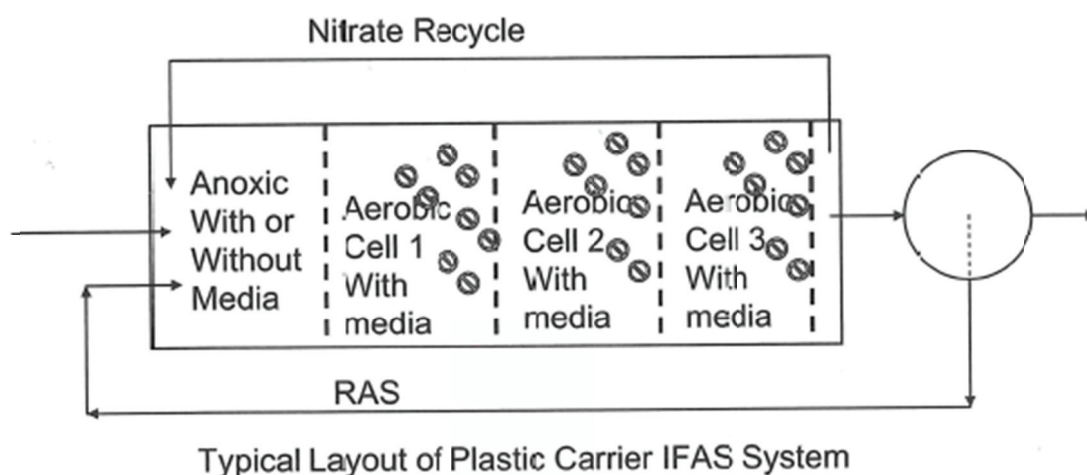 Nitrate Recycle
Anoxic
With or
Without
Media
Aerobic
Cell 1
With
media
Aerobic
Cell 2
With
media
Aerobic
Cell 3
With
media
RAS
Typical Layout of Plastic Carrier IFAS System